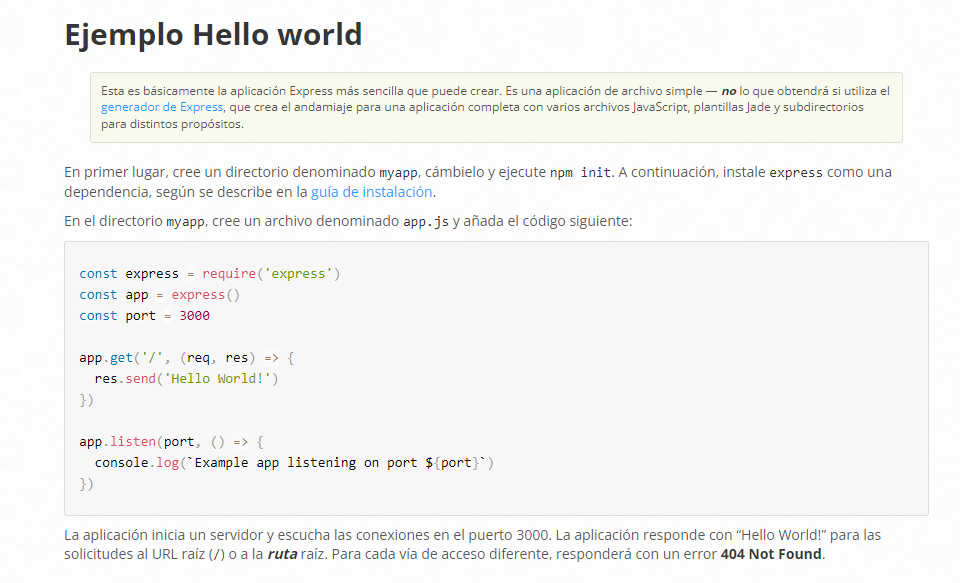 Ejemplo Hello world
Esta es básicamente la aplicación Express más sencilla que puede crear. Es una aplicación de archivo simple — no lo que obtendrá si utiliza el
generador de Express, que crea el andamiaje para una aplicación completa con varios archivos JavaScript, plantillas Jade y subdirectorios
para distintos propósitos.
En primer lugar, cree un directorio denominado myapp, cámbielo y ejecute npm init. A continuación, instale express como una
dependencia, según se describe en la guía de instalación.
En el directorio myapp, cree un archivo denominado app.js y añada el código siguiente:
const express = require('express')
const app = express()
const port = 3000
app.get('/', (req, res) => {
  res.send('Hello World!')
})
app.listen(port, () => {
  console.log(`Example app listening on port ${port}`)
})
La aplicación inicia un servidor y escucha las conexiones en el puerto 3000. La aplicación responde con “Hello World!” para las
solicitudes al URL raíz (/) o a la ruta raíz. Para cada vía de acceso diferente, responderá con un error 404 Not Found.